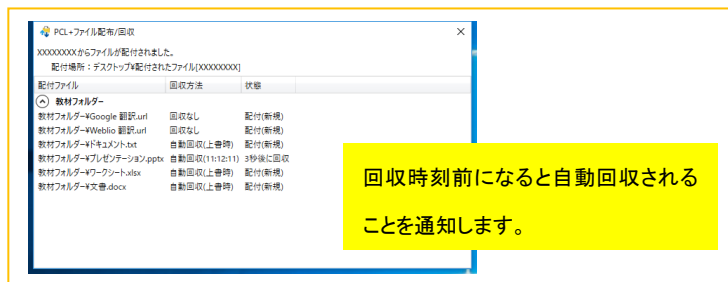 PCL+ファイル配布/回収
XXXXXXXXからファイルが配付されました。
配付場所：デスクトップ¥配付されたファイル[XXXXXXXX]
配付ファイル 回収方法 状態
教材フォルダー
教材フォルダー¥Google 翻訳.url 回収なし 配付(新規)
教材フォルダー¥Weblio 翻訳.url 回収なし 配付(新規)
教材フォルダー¥ドキュメント.txt 自動回収(上書時) 配付(新規)
教材フォルダー¥プレゼンテーション.pptx 自動回収(11:12:11) 3秒後に回収
教材フォルダー¥ワークシート.xlsx 自動回収(上書時) 配付(新規)
教材フォルダー¥文書.docx 自動回収(上書時) 配付(新規)
回収時刻前になると自動回収される
ことを通知します。